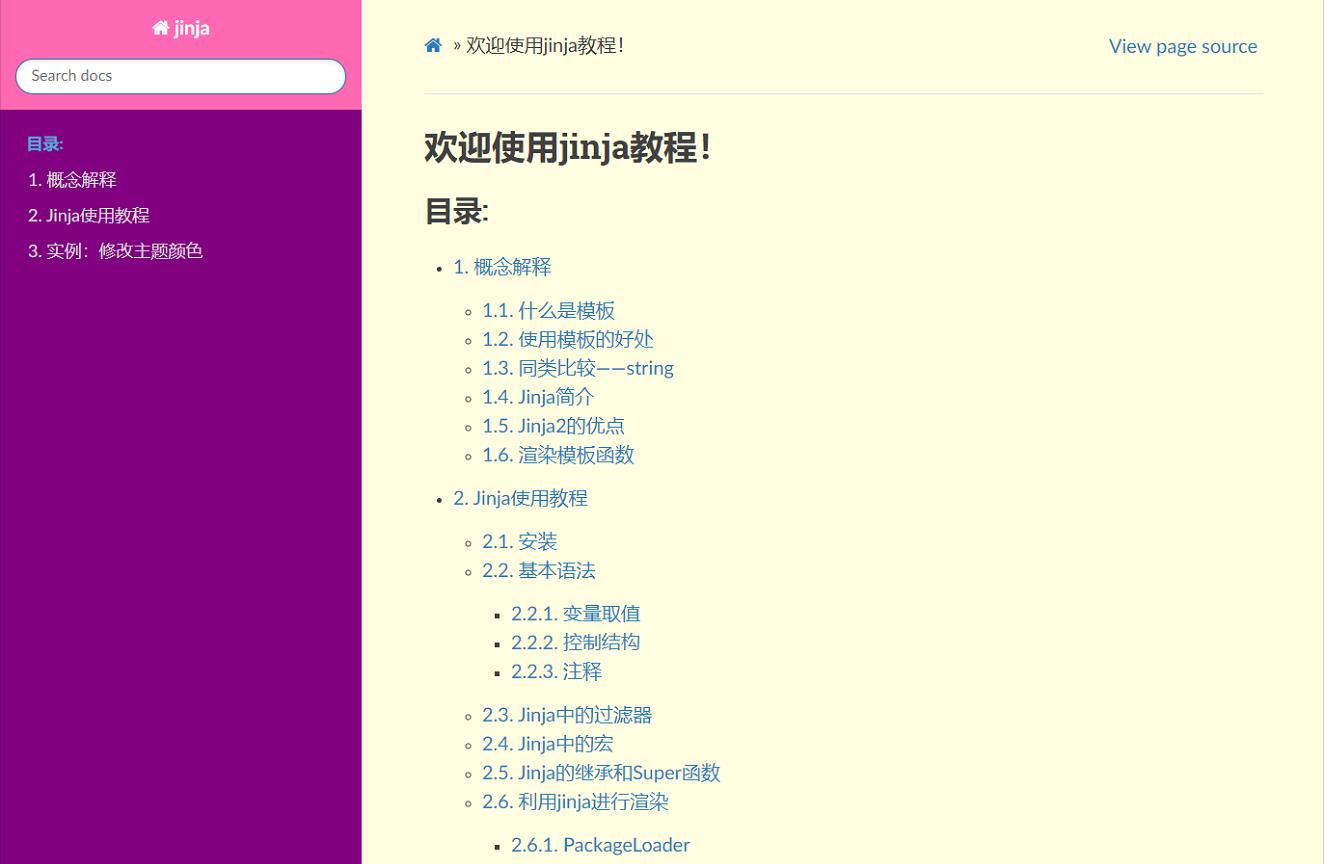 jinja
Search docs
目录:
1. 概念解释
2. Jinja使用教程
3. 实例：修改主题颜色
» 欢迎使用jinja教程！
View page source
欢迎使用jinja教程！
目录:
1. 概念解释
1.1. 什么是模板
1.2. 使用模板的好处
1.3. 同类比较——string
1.4. Jinja简介
1.5. Jinja2的优点
1.6. 渲染模板函数
2. Jinja使用教程
2.1. 安装
2.2. 基本语法
2.2.1. 变量取值
2.2.2. 控制结构
2.2.3. 注释
2.3. Jinja中的过滤器
2.4. Jinja中的宏
2.5. Jinja的继承和Super函数
2.6. 利用jinja进行渲染
2.6.1. PackageLoader